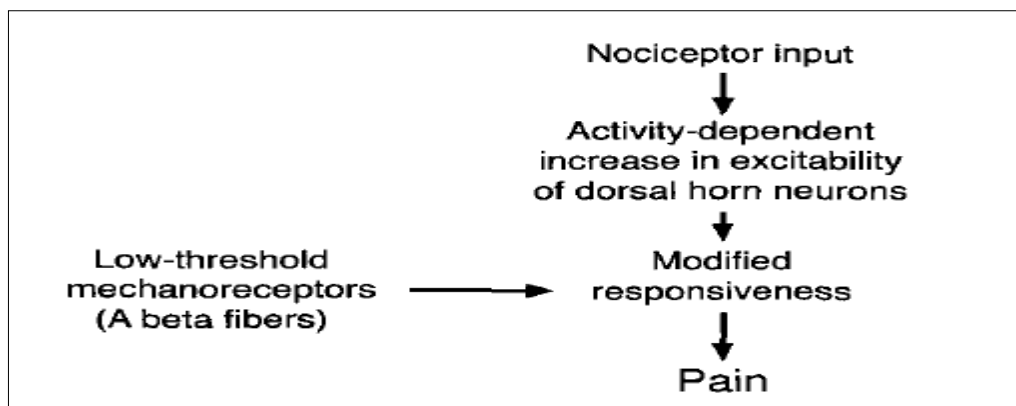 Nociceptor input
Activity-dependent
increase in excitability
of dorsal horn neurons
Low-threshold
mechanoreceptors
(A beta fibers)
Modified
responsiveness
Pain